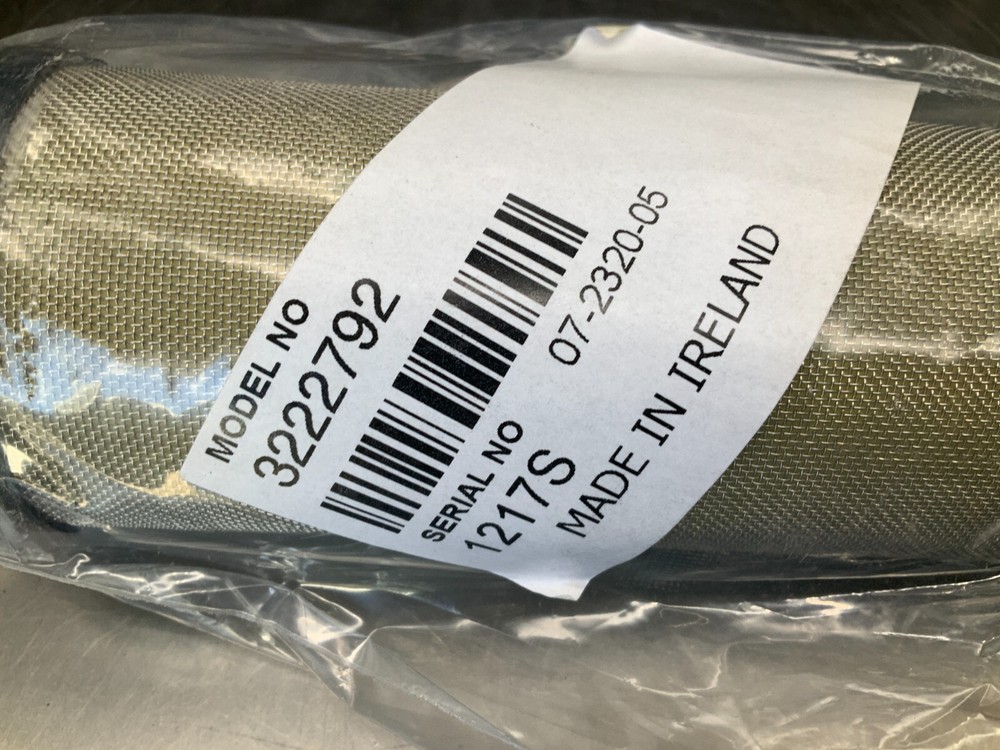 MODEL NO
3222792
SERIAL NO
1217S
07-2320-05
MADE IN IRELAND